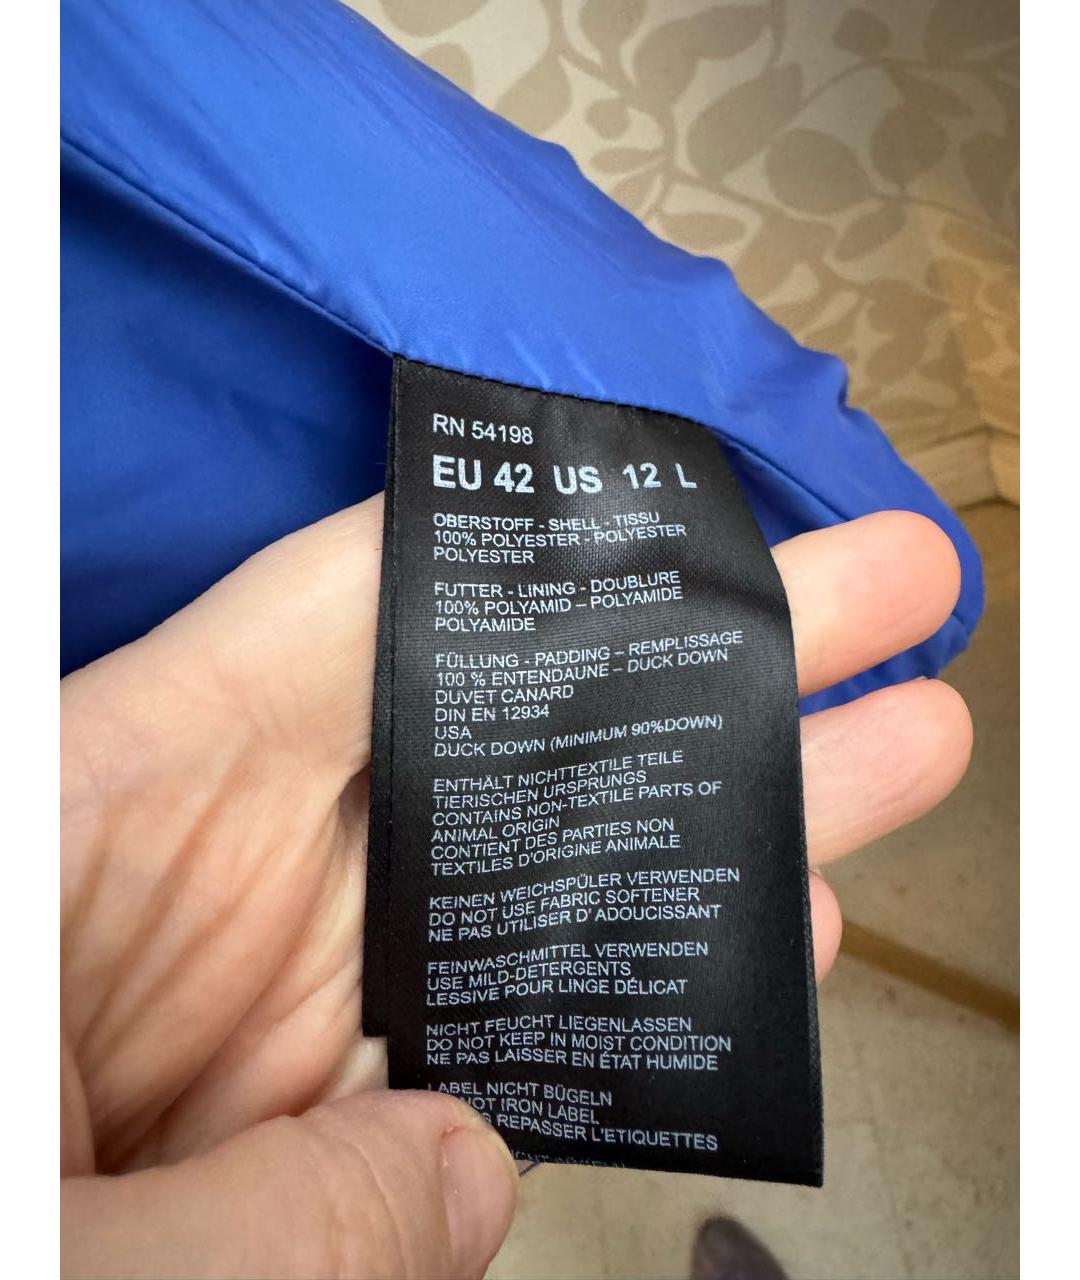 RN 54198
EU 42 US 12 L
OBERSTOFF - SHELL - TISSU
100% POLYESTER - POLYESTER
POLYESTER
FUTTER - LINING - DOUBLURE
100% POLYAMID – POLYAMIDE
POLYAMIDE
FÜLLUNG - PADDING – REMPLISSAGE
100 % ENTENDAUNE – DUCK DOWN
DUVET CANARD
DIN EN 12934
USA
DUCK DOWN (MINIMUM 90%DOWN)
ENTHÄLT NICHTTEXTILE TEILE
TIERISCHEN URSPRUNGS
CONTAINS NON-TEXTILE PARTS OF
ANIMAL ORIGIN
CONTIENT DES PARTIES NON
TEXTILES D'ORIGINE ANIMALE
KEINEN WEICHSPÜLER VERWENDEN
DO NOT USE FABRIC SOFTENER
NE PAS UTILISER D' ADOUCISSANT
FEINWASCHMITTEL VERWENDEN
USE MILD-DETERGENTS
LESSIVE POUR LINGE DÉLICAT
NICHT FEUCHT LIEGENLASSEN
DO NOT KEEP IN MOIST CONDITION
NE PAS LAISSER EN ÉTAT HUMIDE
LABEL NICHT BÜGELN
NOT IRON LABEL
REPASSER L'ETIQUETTES